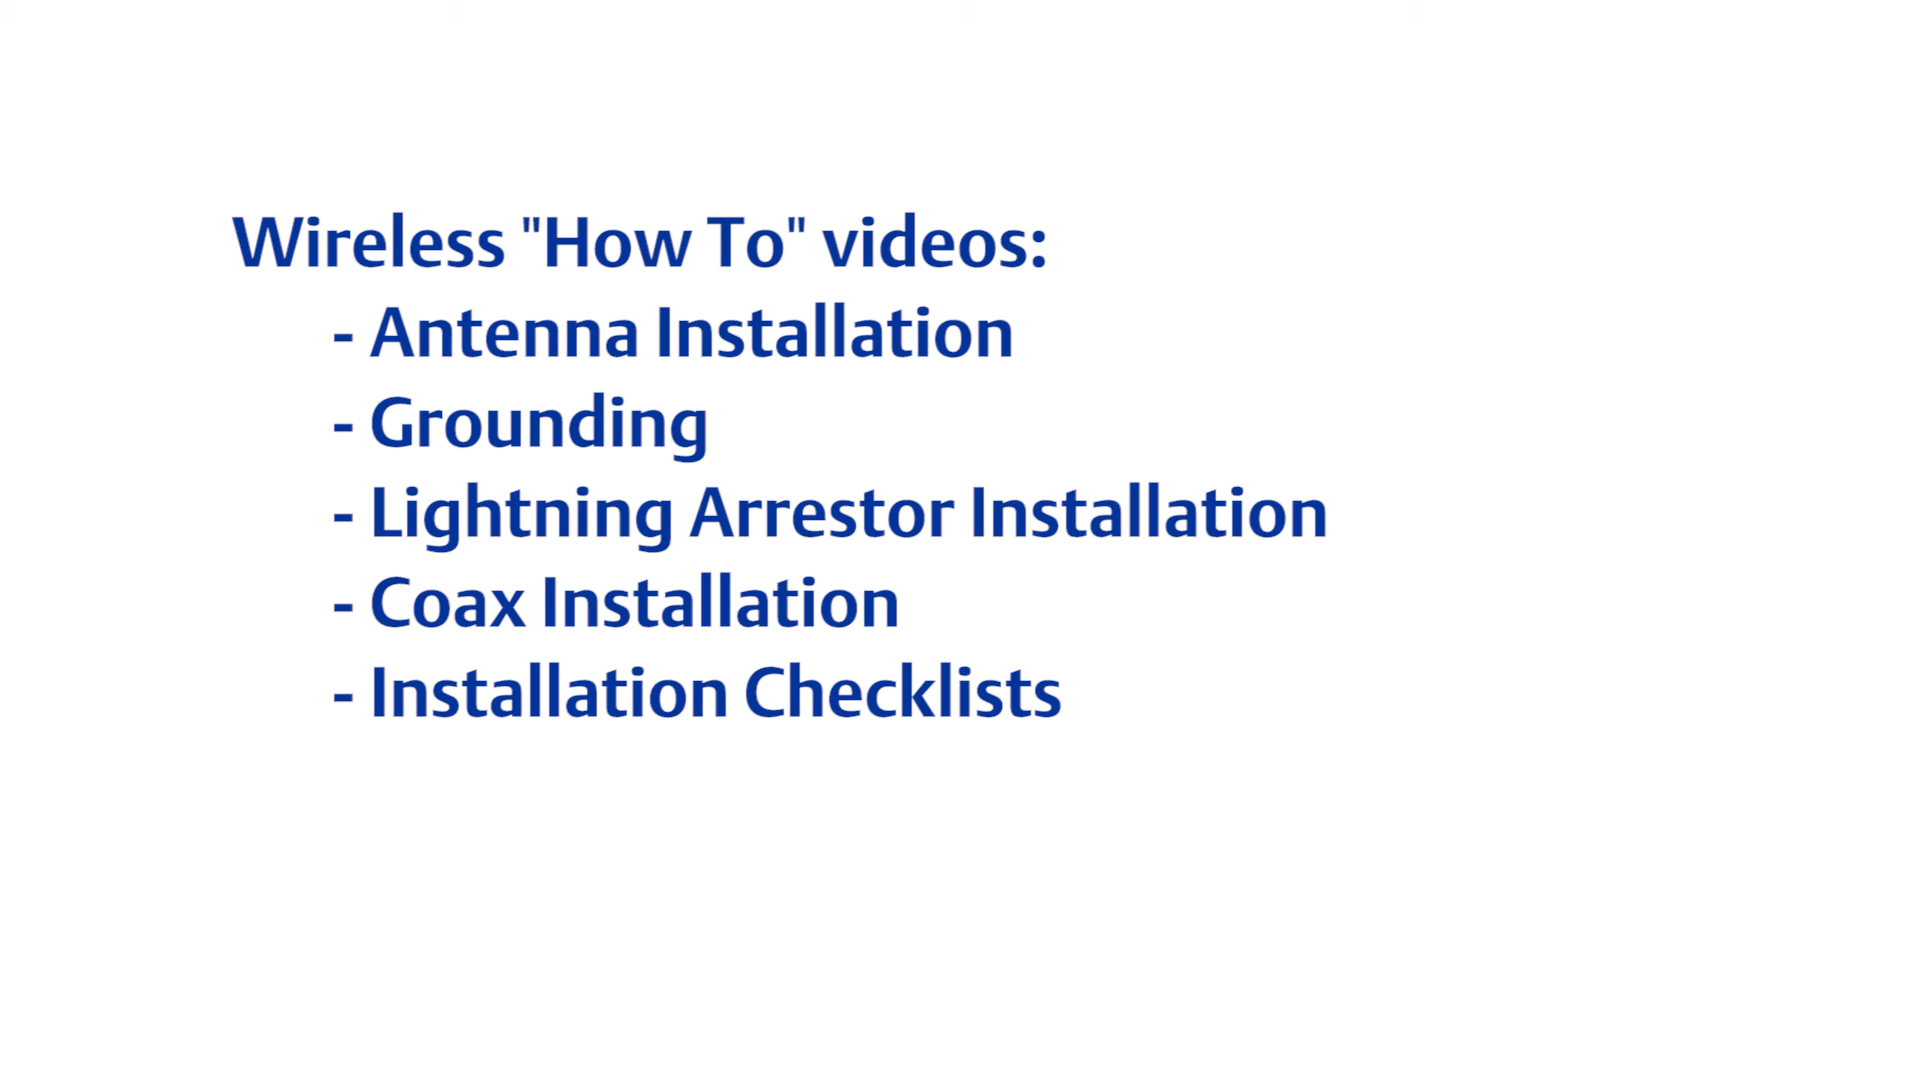 Wireless "How To" videos:
- Antenna Installation
- Grounding
- Lightning Arrestor Installation
- Coax Installation
- Installation Checklists